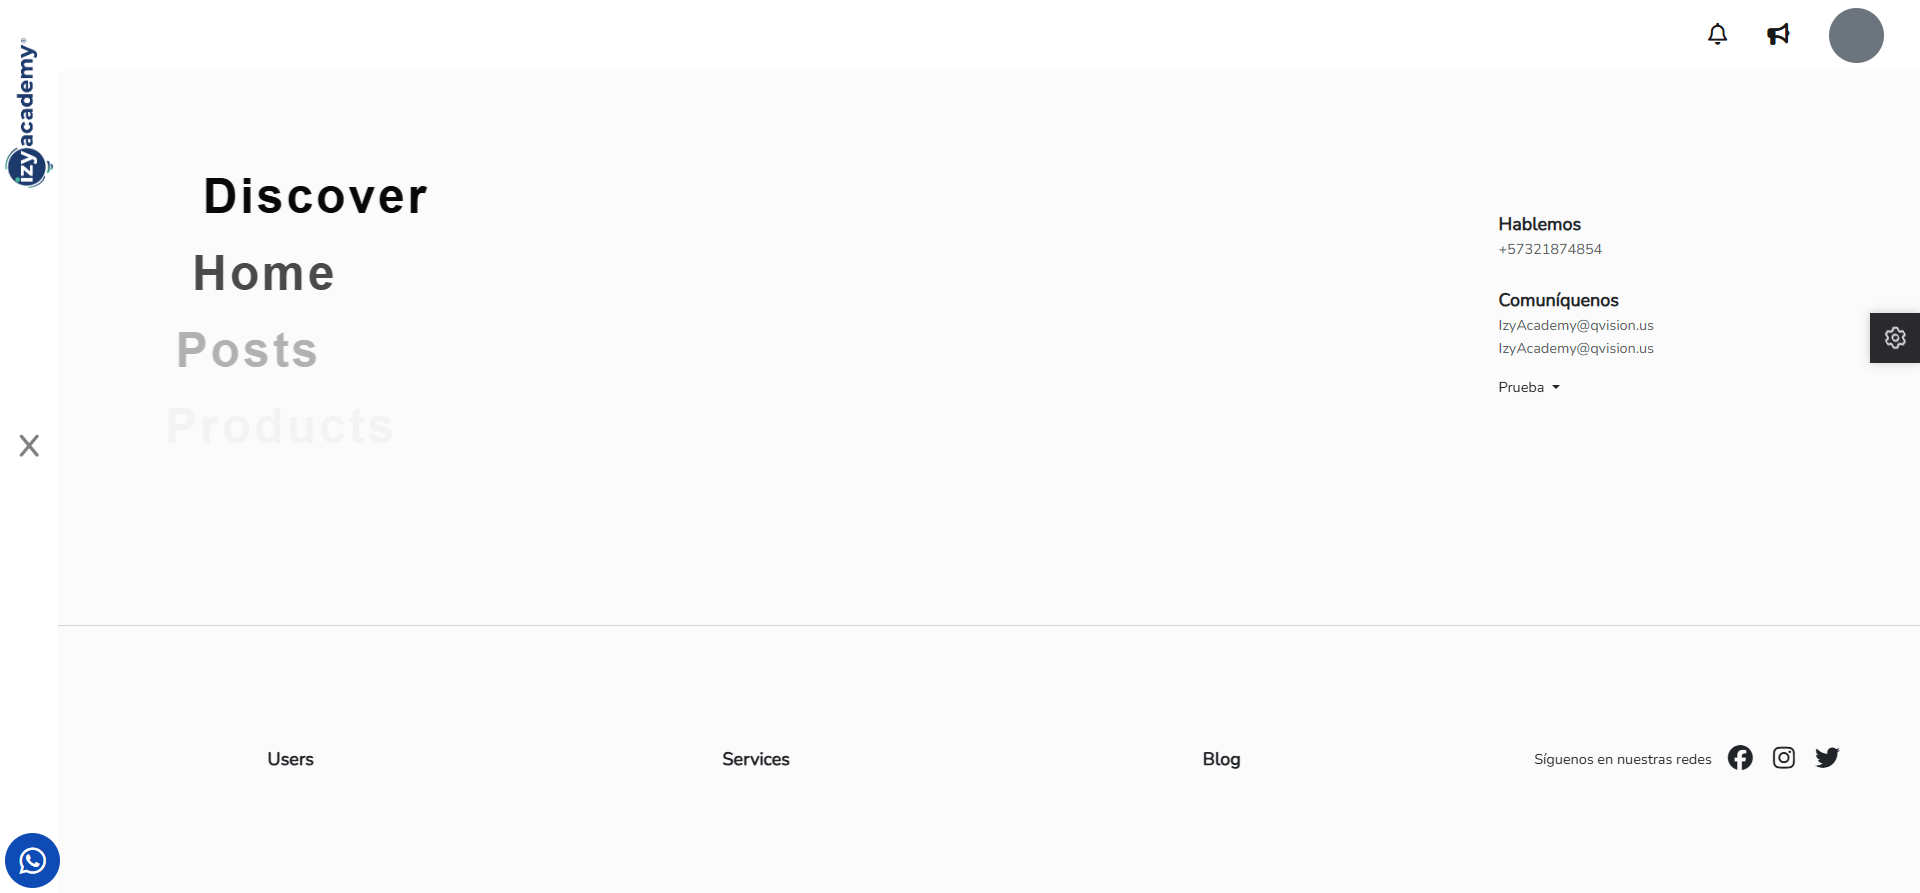 izyacademy®
Discover
Home
Posts
Products
Hablemos
+57321874854
Comuníquenos
IzyAcademy@qvision.us
IzyAcademy@qvision.us
Prueba
Users
Services
Blog
Síguenos en nuestras redes